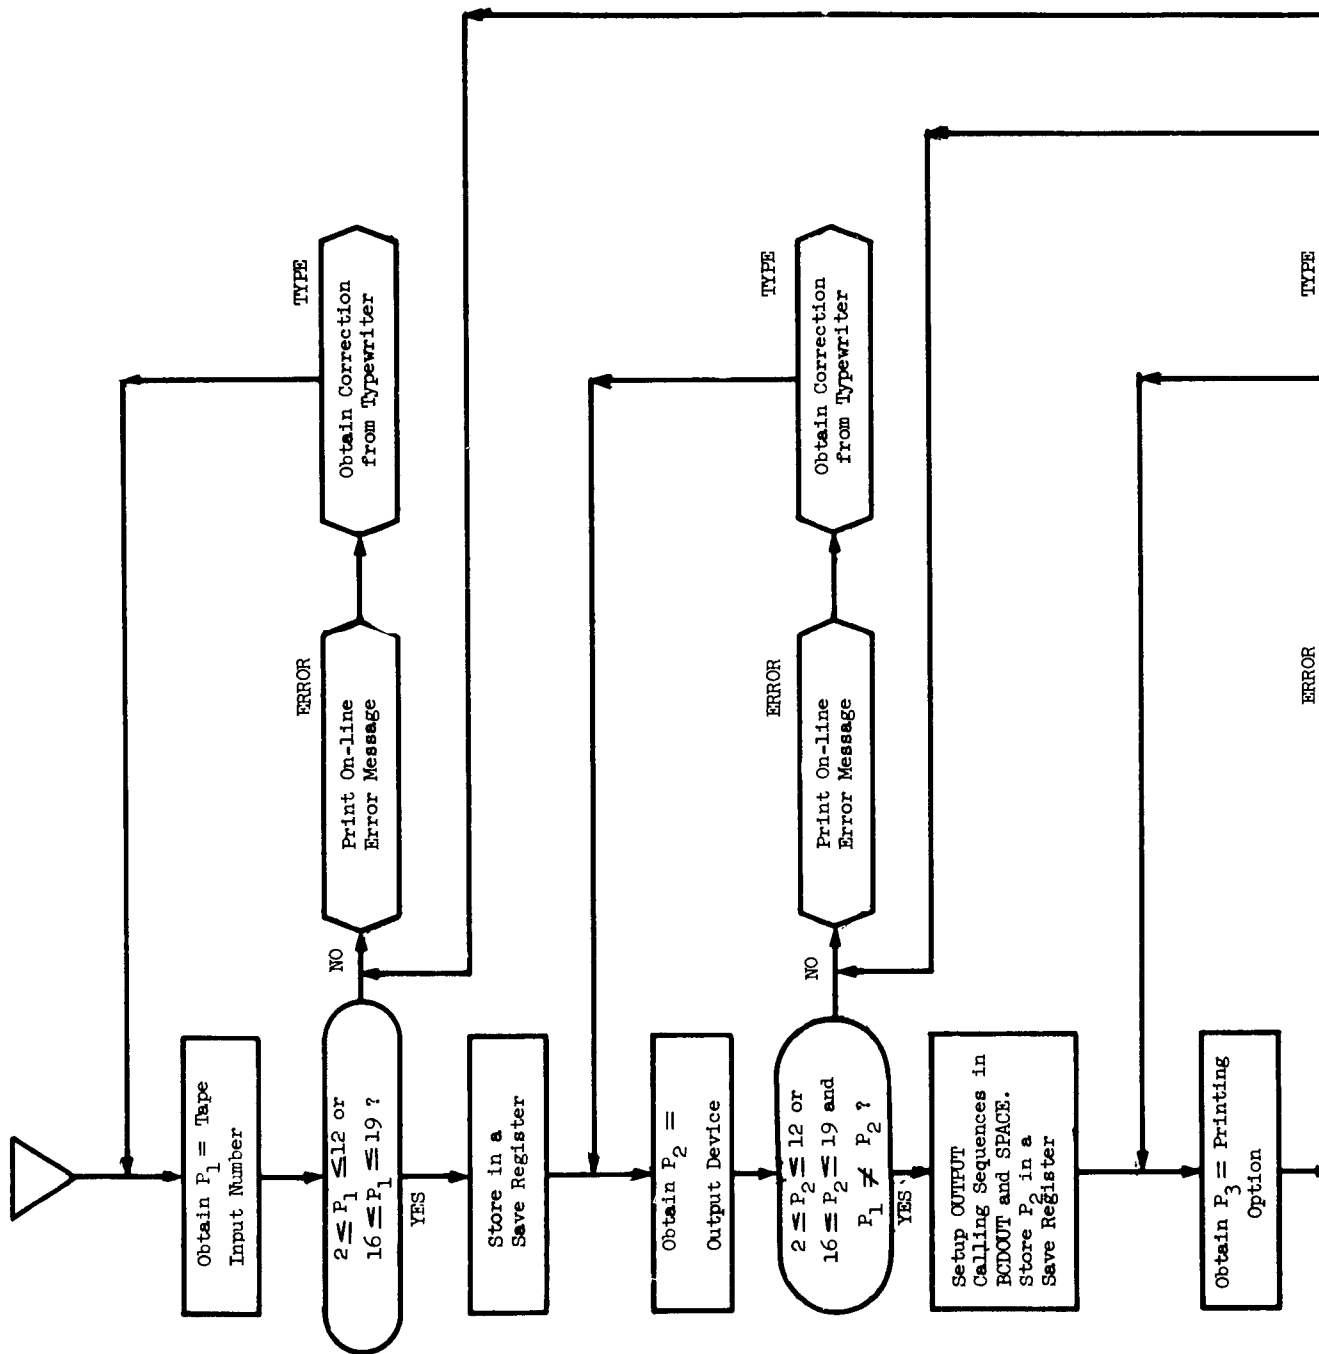 Obtain P1 = Tape
Input Number
2 ≤ P1 ≤ 12 or
16 ≤ P1 ≤ 19 ?
NO
YES
Print On-line
Error Message
ERROR
Obtain Correction
from Typewriter
TYPE
Store in a
Save Register
Obtain P2 =
Output Device
2 ≤ P2 ≤ 12 or
16 ≤ P2 ≤ 19 and
P1 ≠ P2 ?
NO
YES
Print On-line
Error Message
ERROR
Obtain Correction
from Typewriter
TYPE
Setup OUTPUT
Calling Sequences in
BCDOUT and SPACE.
Store P2 in a
Save Register
Obtain P3 = Printing
Option
ERROR
TYPE